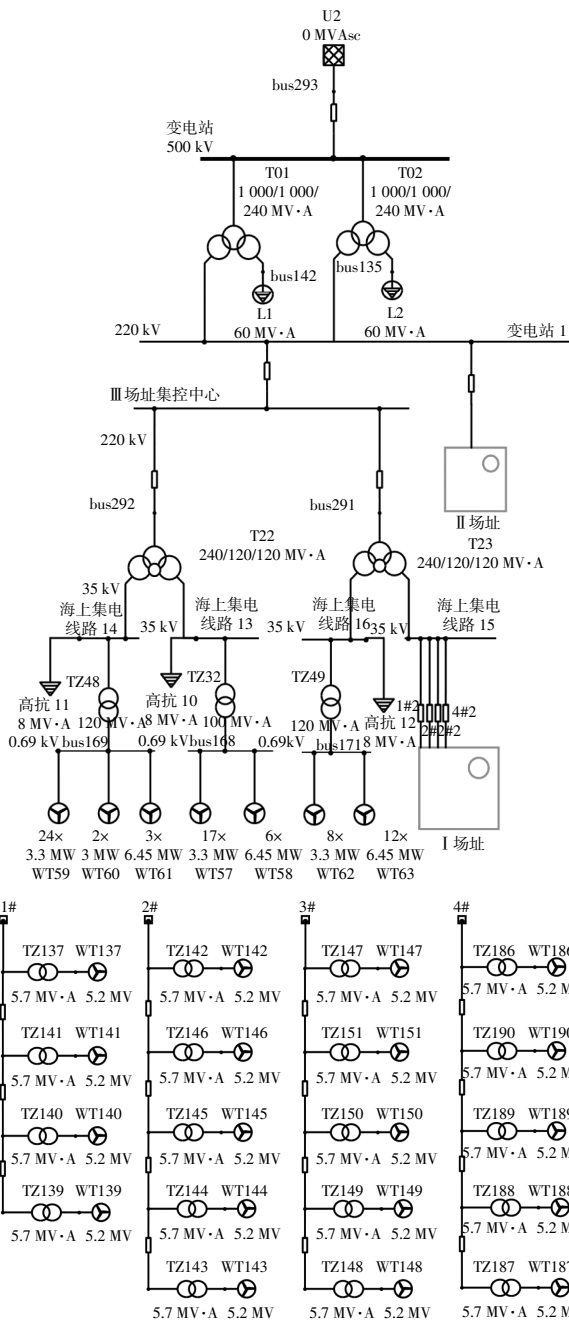 U2
0 MVAsc
bus293
变电站
500 kV
T01
1 000/1 000/
240 MV·A
T02
1 000/1 000/
240 MV·A
bus142
bus135
L1
60 MV·A
L2
60 MV·A
220 kV
变电站 1
Ⅲ场址集控中心
220 kV
bus292
bus291
Ⅱ 场址
T22
240/120/120 MV·A
T23
240/120/120 MV·A
35 kV
海上集电
线路 14
35 kV
海上集电
线路 13
35 kV
海上集电
线路 16
35 kV
海上集电
线路 15
TZ48
TZ32
TZ49
高抗 11
8 MV·A
120 MV·A
高抗 10
8 MV·A
100 MV·A
120 MV·A
高抗 12
8 MV·A
1#2
2#2
#2
4#2
0.69 kV
bus169
0.69 kV
bus168
0.69kV
bus171
24×
3.3 MW
WT59
2×
3 MW
WT60
3×
6.45 MW
WT61
17×
3.3 MW
WT57
6×
6.45 MW
WT58
8×
3.3 MW
WT62
12×
6.45 MW
WT63
Ⅰ 场址
1#
TZ137 WT137
5.7 MV·A 5.2 MV
TZ141 WT141
5.7 MV·A 5.2 MV
TZ140 WT140
5.7 MV·A 5.2 MV
TZ139 WT139
5.7 MV·A 5.2 MV
2#
TZ142 WT142
5.7 MV·A 5.2 MV
TZ146 WT146
5.7 MV·A 5.2 MV
TZ145 WT145
5.7 MV·A 5.2 MV
TZ144 WT144
5.7 MV·A 5.2 MV
TZ143 WT143
5.7 MV·A 5.2 MV
3#
TZ147 WT147
5.7 MV·A 5.2 MV
TZ151 WT151
5.7 MV·A 5.2 MV
TZ150 WT150
5.7 MV·A 5.2 MV
TZ149 WT149
5.7 MV·A 5.2 MV
TZ148 WT148
5.7 MV·A 5.2 MV
4#
TZ186 WT186
5.7 MV·A 5.2 M
TZ190 WT190
5.7 MV·A 5.2 M
TZ189 WT189
5.7 MV·A 5.2 M
TZ188 WT188
5.7 MV·A 5.2 M
TZ187 WT187
5.7 MV·A 5.2 M